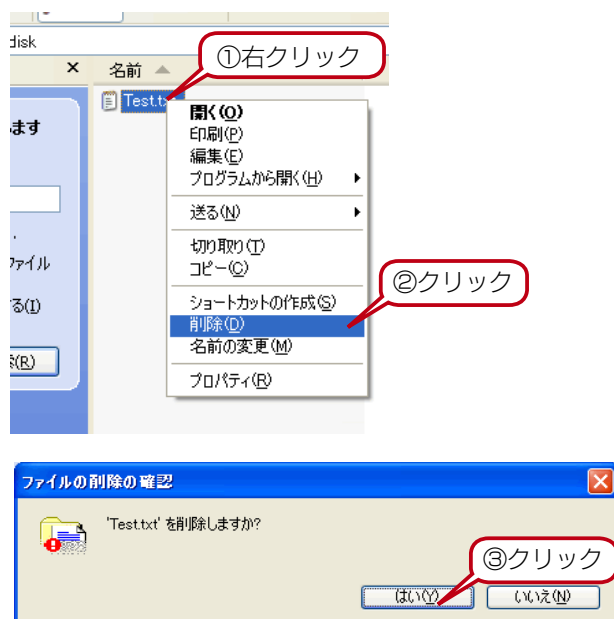 disk
①右クリック
×
名前
Test.tx
ます
開く(O)
印刷(P)
編集(E)
プログラムから開く(H)
送る(N)
.
ファイル
切り取り(T)
コピー(C)
②クリック
する(I)
ショートカットの作成(S)
削除(D)
名前の変更(M)
(R)
プロパティ(R)
ファイルの削除の確認
'Test.txt' を削除しますか?
③クリック
はい(Y)
いいえ(N)